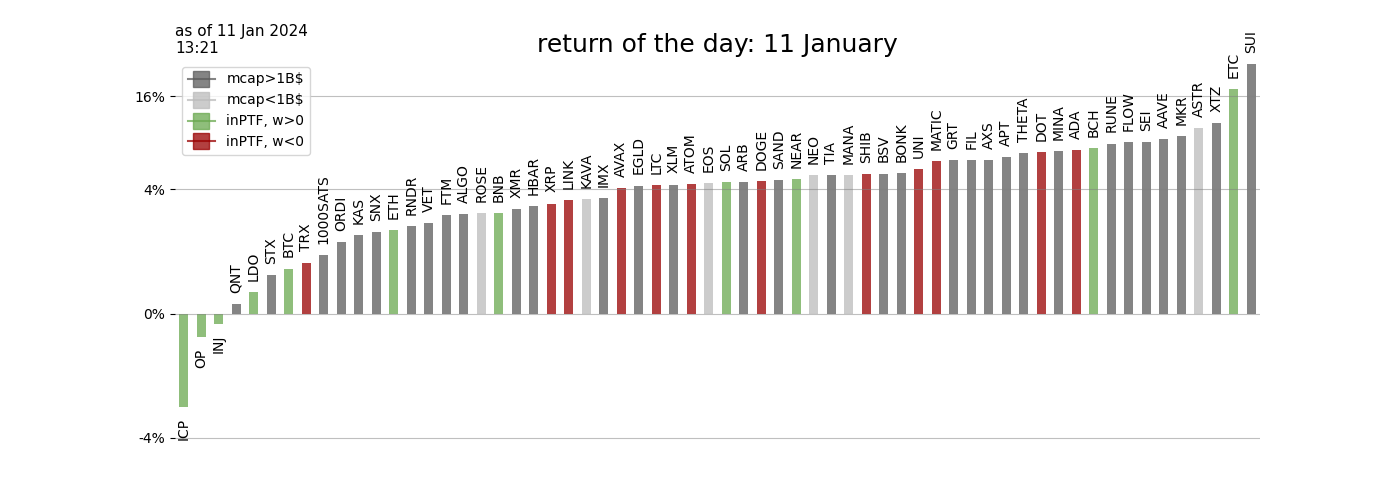 as of 11 Jan 2024
13:21
return of the day: 11 January
mcap>1B$
mcap<1B$
inPTF, w>0
inPTF, w<0
16%
4%
0%
-4%
ICP
OP
INJ
QNT
LDO
STX
BTC
TRX
1000SATS
ORDI
KAS
SNX
ETH
RNDR
VET
FTM
ALGO
ROSE
BNB
XMR
HBAR
XRP
LINK
KAVA
IMX
AVAX
EGLD
LTC
XLM
ATOM
EOS
SOL
ARB
DOGE
SAND
NEAR
NEO
TIA
MANA
SHIB
BSV
BONK
UNI
MATIC
GRT
FIL
AXS
APT
THETA
DOT
MINA
ADA
BCH
RUNE
FLOW
SEI
AAVE
MKR
ASTR
XTZ
ETC
SUI